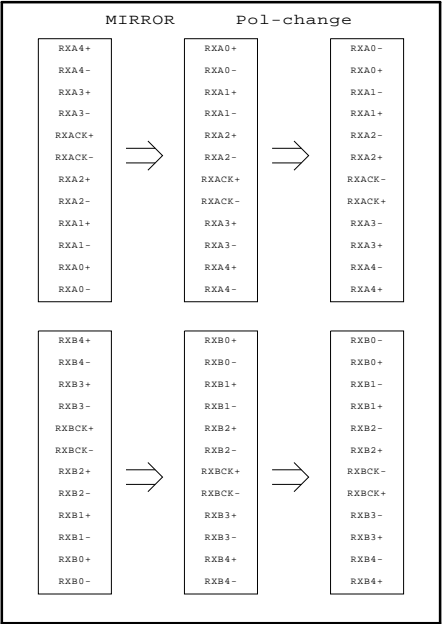 MIRROR Pol-change
RXA4+ RXA0+ RXA0-
RXA4- RXA0- RXA0+
RXA3+ RXA1+ RXA1-
RXA3- RXA1- RXA1+
RXACK+ RXA2+ RXA2-
RXACK- RXA2- RXA2+
RXA2+ RXACK+ RXACK-
RXA2- RXACK- RXACK+
RXA1+ RXA3+ RXA3-
RXA1- RXA3- RXA3+
RXA0+ RXA4+ RXA4-
RXA0- RXA4- RXA4+
RXB4+ RXB0+ RXB0-
RXB4- RXB0- RXB0+
RXB3+ RXB1+ RXB1-
RXB3- RXB1- RXB1+
RXBCK+ RXB2+ RXB2-
RXBCK- RXB2- RXB2+
RXB2+ RXBCK+ RXBCK-
RXB2- RXBCK- RXBCK+
RXB1+ RXB3+ RXB3-
RXB1- RXB3- RXB3+
RXB0+ RXB4+ RXB4-
RXB0- RXB4- RXB4+